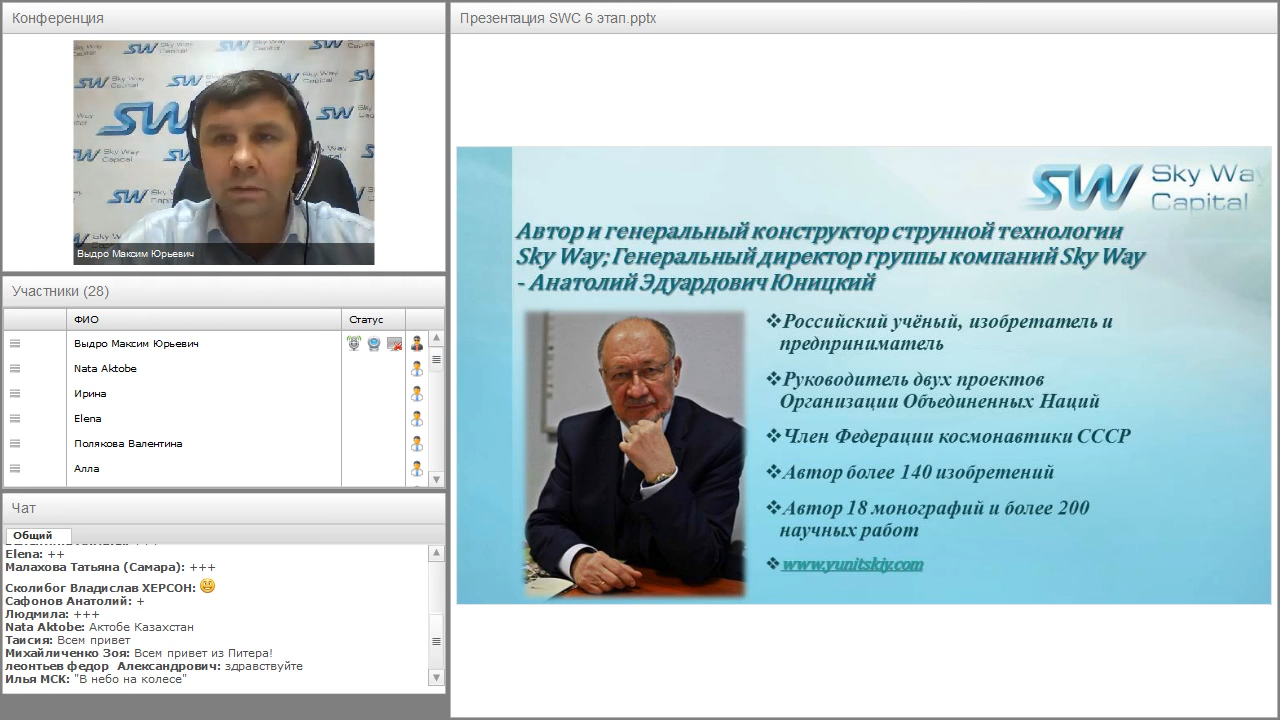 Конференция
Sky Way
Capital
SW
Выдро Максим Юрьевич
Участники (28)
ФИО
Статус
Выдро Максим Юрьевич
Nata Aktobe
Ирина
Elena
Полякова Валентина
Алла
Чат
Общий
Elena: ++
Малахова Татьяна (Самара): +++
Сколибог Владислав ХЕРСОН:
Сафонов Анатолий: +
Людмила: +++
Nata Aktobe: Актобе Казахстан
Таисия: Всем привет
Михайличенко Зоя: Всем привет из Питера!
леонтьев федор Александрович: здравствуйте
Илья МСК: "В небо на колесе"
Презентация SWC 6 этап.pptx
SW Sky Way
Capital
Автор и генеральный конструктор струнной технологии
Sky Way; Генеральный директор группы компаний Sky Way
- Анатолий Эдуардович Юницкий
❖Российский учёный, изобретатель и
предприниматель
❖Руководитель двух проектов
Организации Объединенных Наций
❖Член Федерации космонавтики СССР
❖Автор более 140 изобретений
❖Автор 18 монографий и более 200
научных работ
❖www.yunitskiy.com